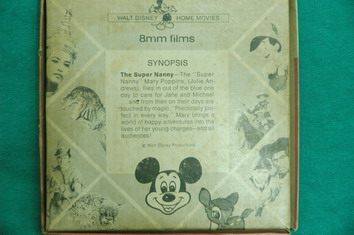 WALT DISNEY HOME MOVIES
8mm films
SYNOPSIS
The Super Nanny—The "Super
Nanny" Mary Poppins, (Julie An-
drews), flies in out of the blue one
day to care for Jane and Michael
and from then on their days are
touched by magic. "Practically per-
fect in every way," Mary brings a
world of happy adventures into the
lives of her young charges—and all
audiences!
© Walt Disney Productions